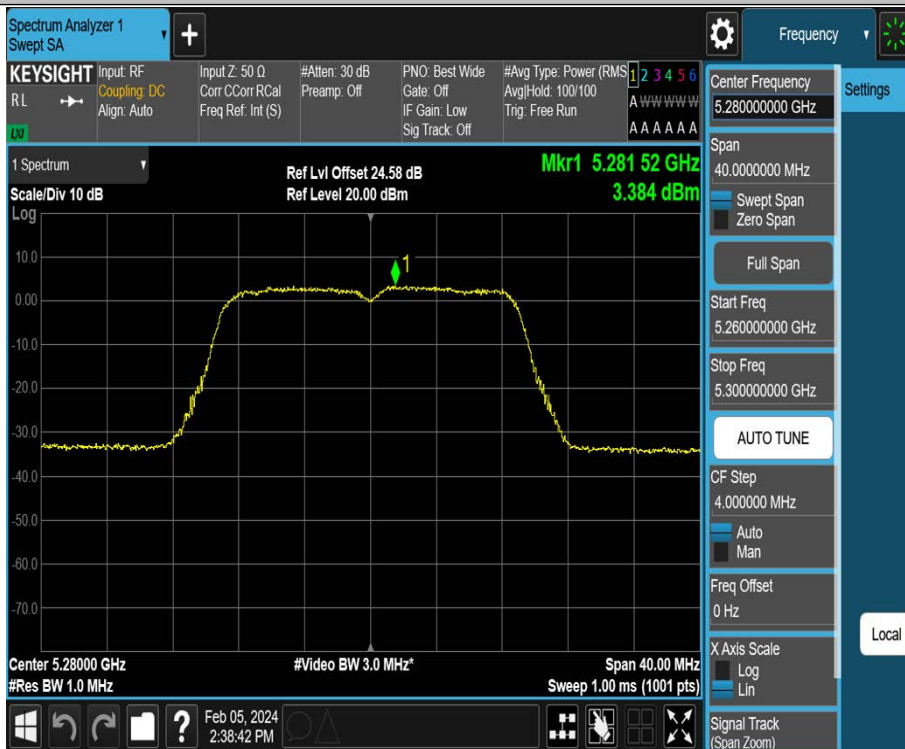 Spectrum Analyzer 1
Swept SA
+
Frequency
KEYSIGHT
R L
LXI
Input: RF
Coupling: DC
Align: Auto
Input Z: 50 Ω
Corr CCorr RCal
Freq Ref: Int (S)
#Atten: 30 dB
Preamp: Off
PNO: Best Wide
Gate: Off
IF Gain: Low
Sig Track: Off
#Avg Type: Power (RMS
Avg|Hold: 100/100
Trig: Free Run
1 2 3 4 5 6
A W W W W W
A A A A A A
1 Spectrum
Scale/Div 10 dB
Log
Ref Lvl Offset 24.58 dB
Ref Level 20.00 dBm
Mkr1 5.281 52 GHz
3.384 dBm
10.0
0.00
-10.0
-20.0
-30.0
-40.0
-50.0
-60.0
-70.0
1
Center 5.28000 GHz
#Res BW 1.0 MHz
#Video BW 3.0 MHz*
Span 40.00 MHz
Sweep 1.00 ms (1001 pts)
?
Feb 05, 2024
2:38:42 PM
Center Frequency
5.280000000 GHz
Span
40.0000000 MHz
Swept Span
Zero Span
Full Span
Start Freq
5.260000000 GHz
Stop Freq
5.300000000 GHz
AUTO TUNE
CF Step
4.000000 MHz
Auto
Man
Freq Offset
0 Hz
X Axis Scale
Log
Lin
Signal Track
(Span Zoom)
Settings
Local